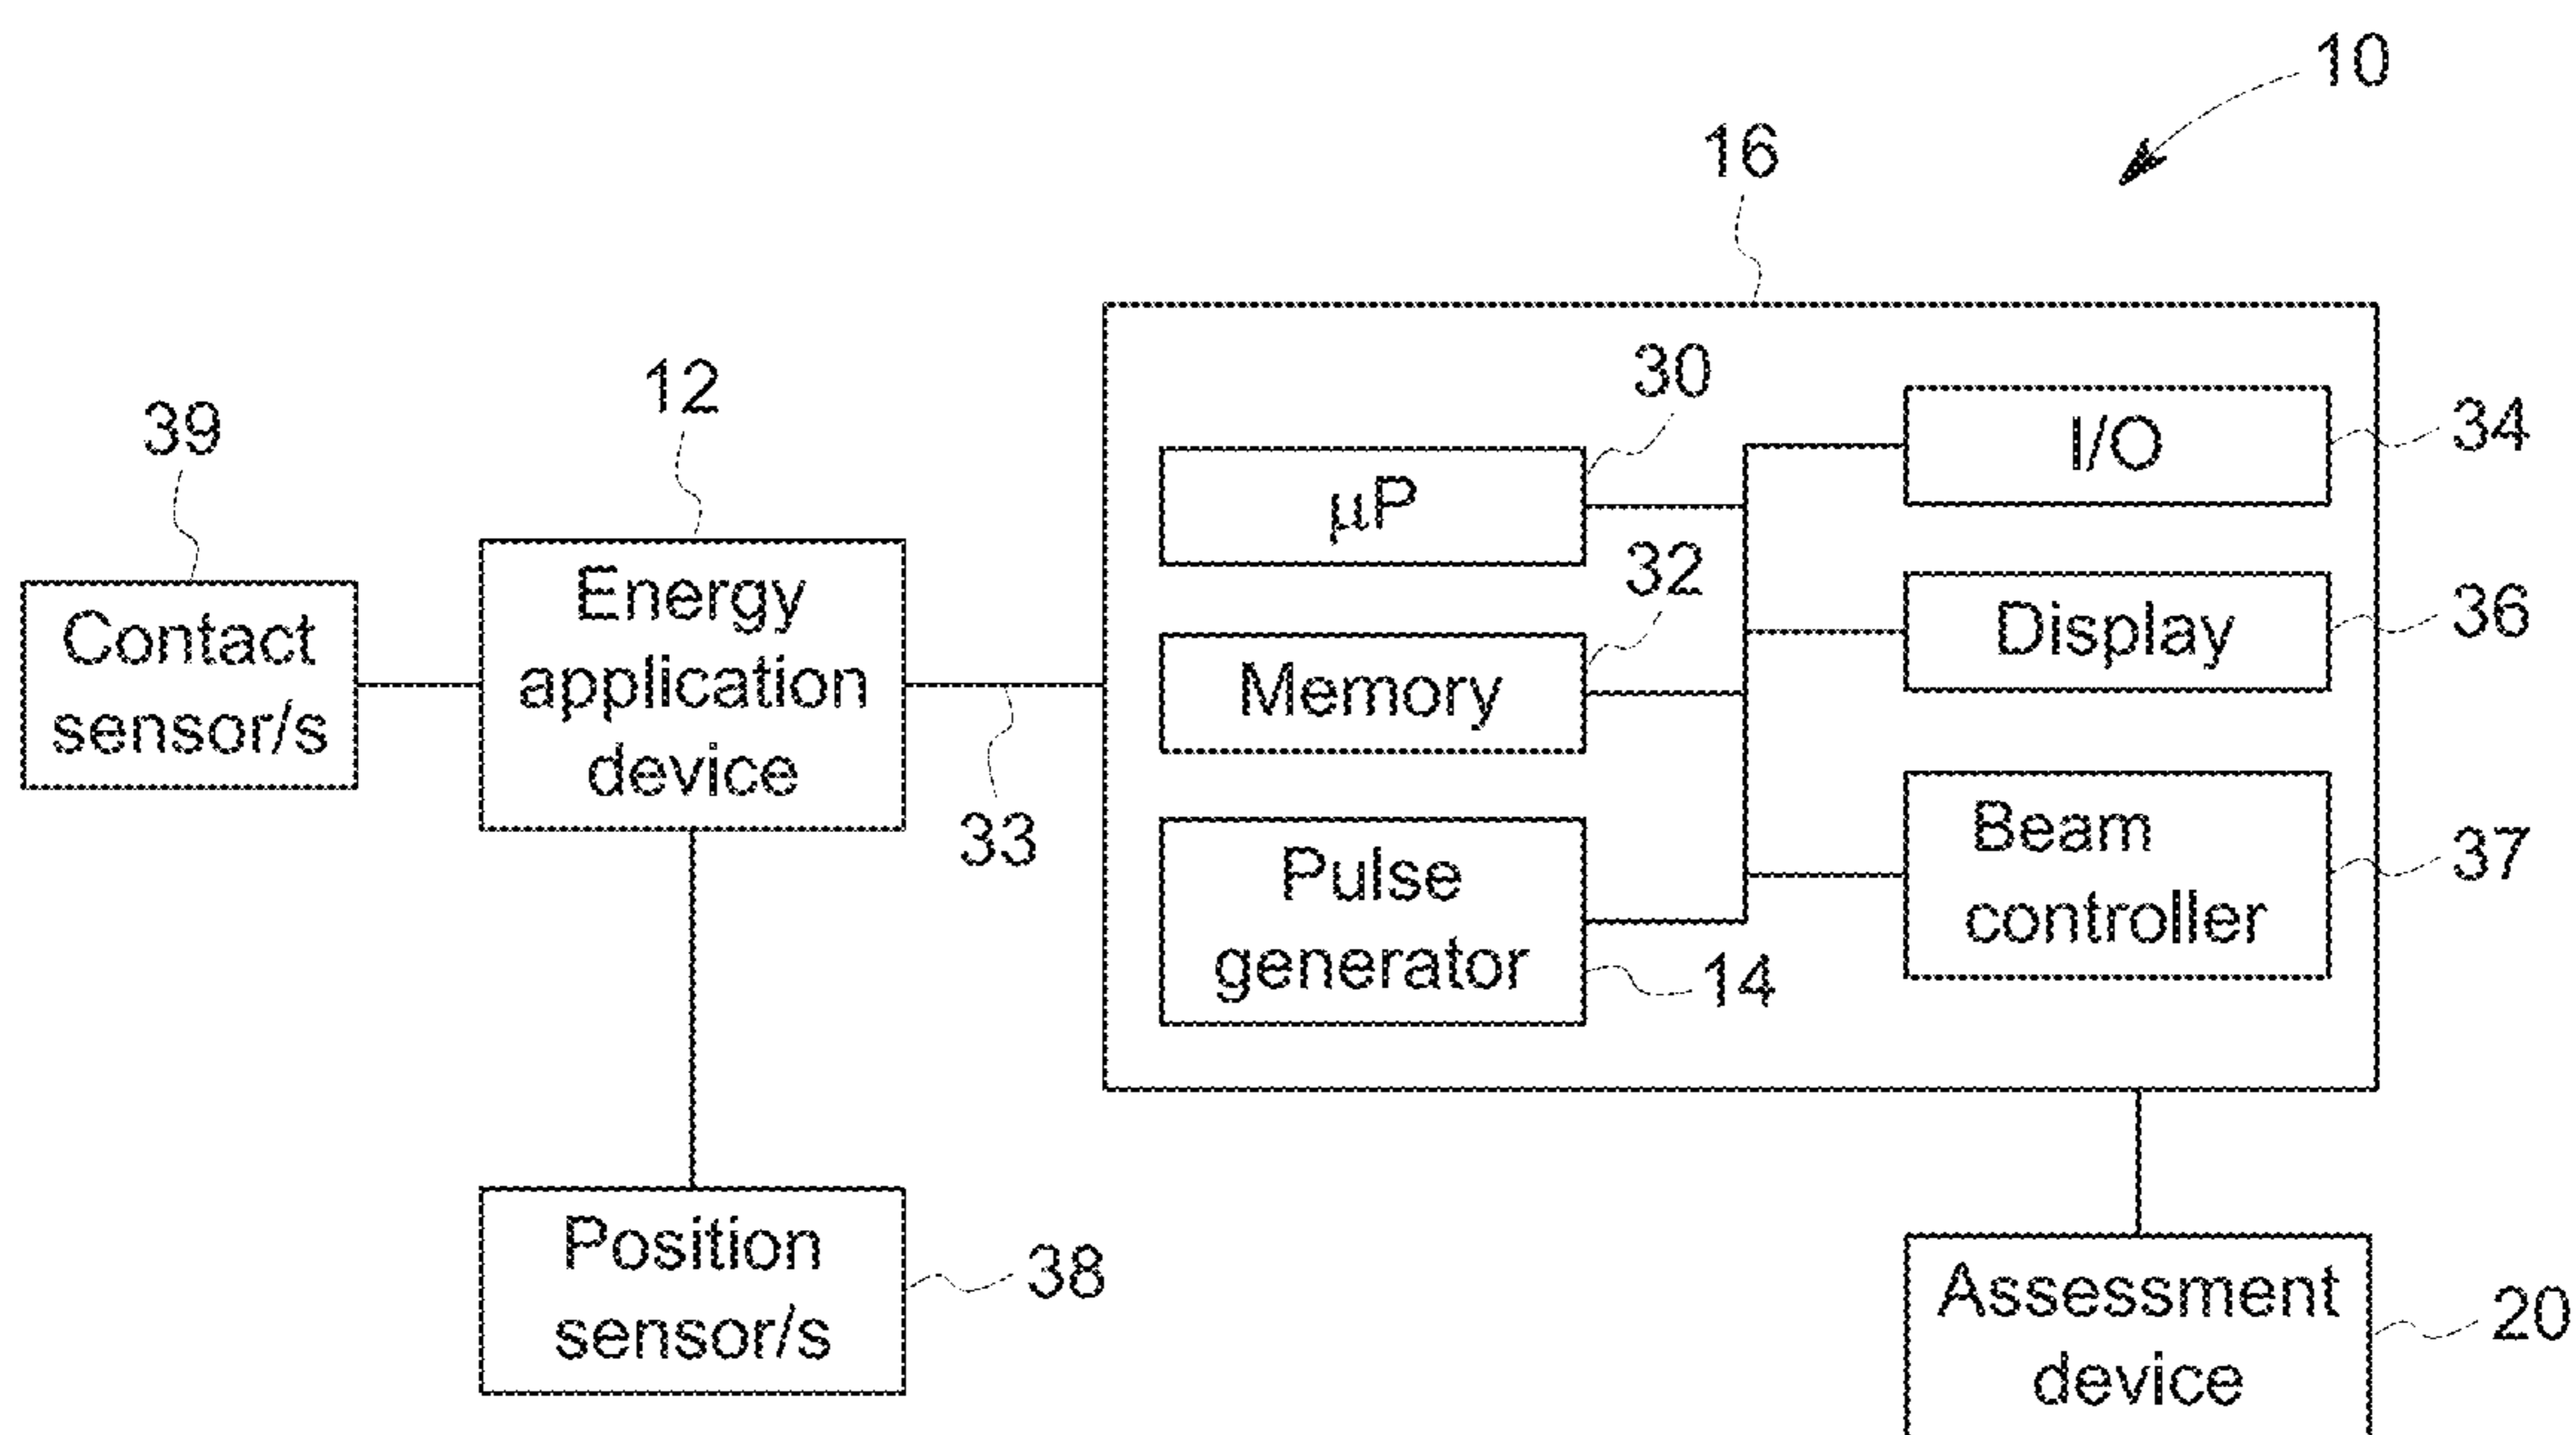 10
16
30
34
I/O
12
39
μP
32
36
Display
Energy
application
device
Contact
sensor/s
Memory
33
Pulse
generator
14
Beam
controller
37
Position
sensor/s
38
Assessment
device
20